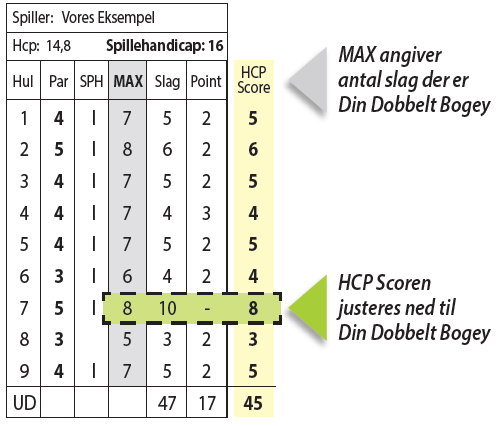 Spiller: Vores Eksempel
Hcp: 14,8 Spillehandicap: 16
Hul Par SPH MAX Slag Point HCP Score
1 4 I 7 5 2 5
2 5 I 8 6 2 6
3 4 I 7 5 2 5
4 4 I 7 4 3 4
5 4 I 7 5 2 5
6 3 I 6 4 2 4
7 5 I 8 10 - 8
8 3 5 3 2 3
9 4 I 7 5 2 5
UD 47 17 45
MAX angiver
antal slag der er
Din Dobbelt Bogey
HCP Scoren
justeres ned til
Din Dobbelt Bogey